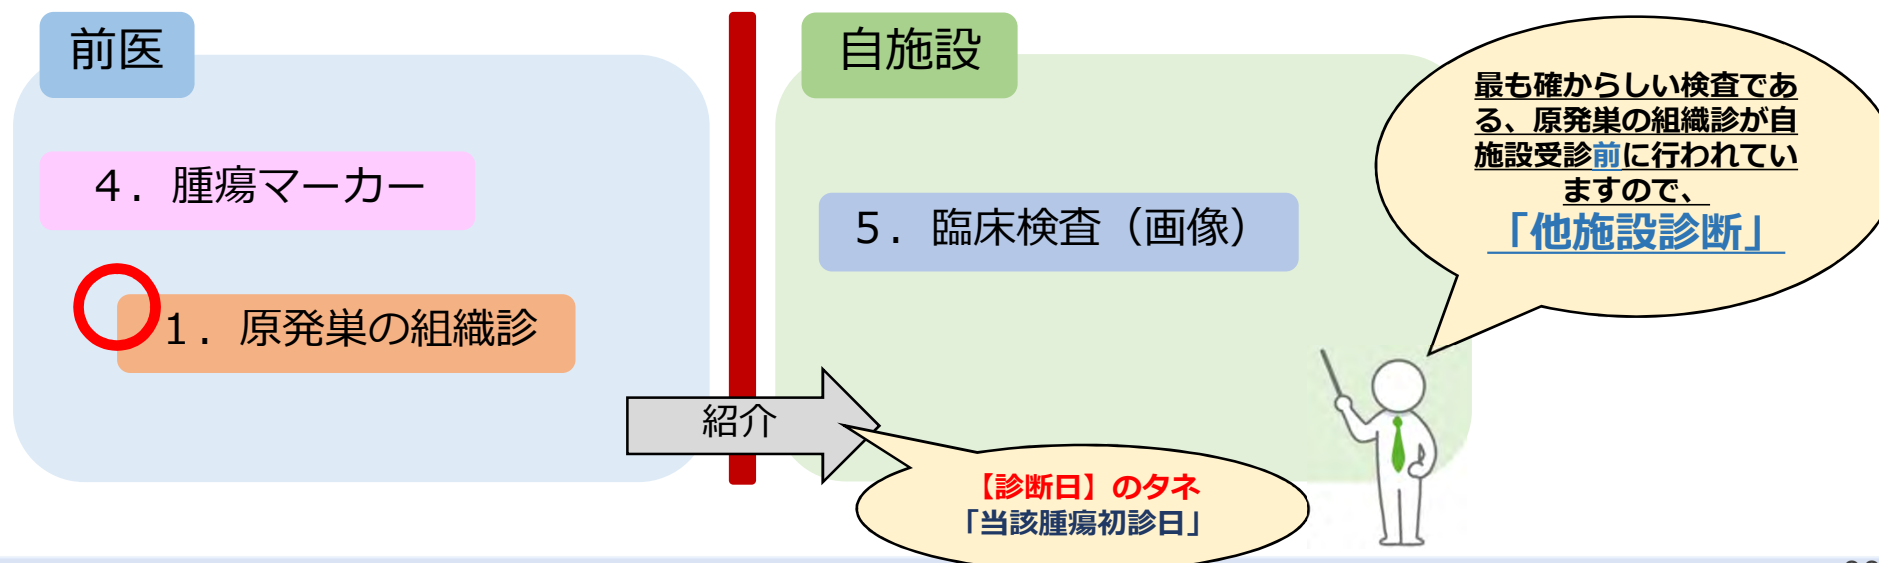 前医
４．腫瘍マーカー
１．原発巣の組織診
紹介
自施設
５．臨床検査（画像）
【診断日】のタネ
「当該腫瘍初診日」
最も確からしい検査であ
る、原発巣の組織診が自
施設受診前に行われてい
ますので、
「他施設診断」